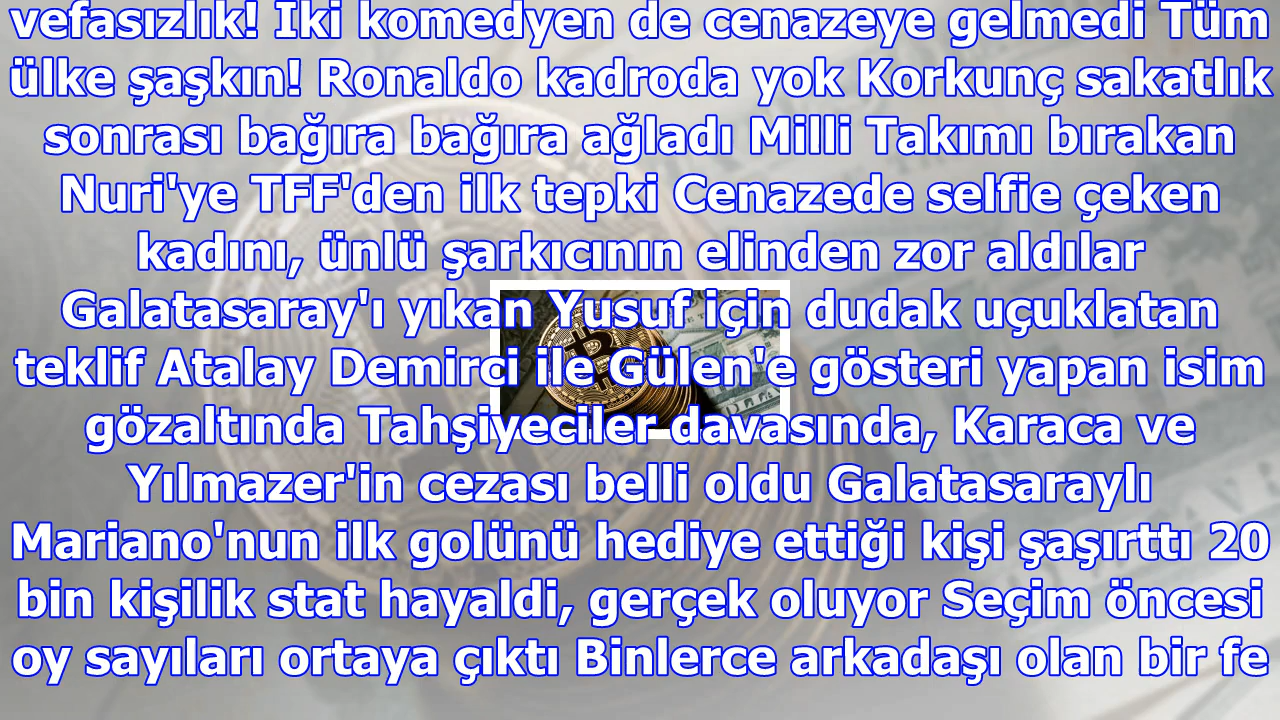 vefasızlık! İki komedyen de cenazeye gelmedi Tüm
ülke şaşkın! Ronaldo kadroda yok Korkunç sakatlık
sonrası bağıra bağıra ağladı Milli Takımı bırakan
Nuri'ye TFF'den ilk tepki Cenazede selfie çeken
kadını, ünlü şarkıcının elinden zor aldılar
Galatasaray'ı yıkan Yusuf için dudak uçuklatan
teklif Atalay Demirci ile Gülen'e gösteri yapan isim
gözaltında Tahşiyeciler davasında, Karaca ve
Yılmazer'in cezası belli oldu Galatasaraylı
Mariano'nun ilk golünü hediye ettiği kişi şaşırttı 20
bin kişilik stat hayaldi, gerçek oluyor Seçim öncesi
oy sayıları ortaya çıktı Binlerce arkadaşı olan bir fe